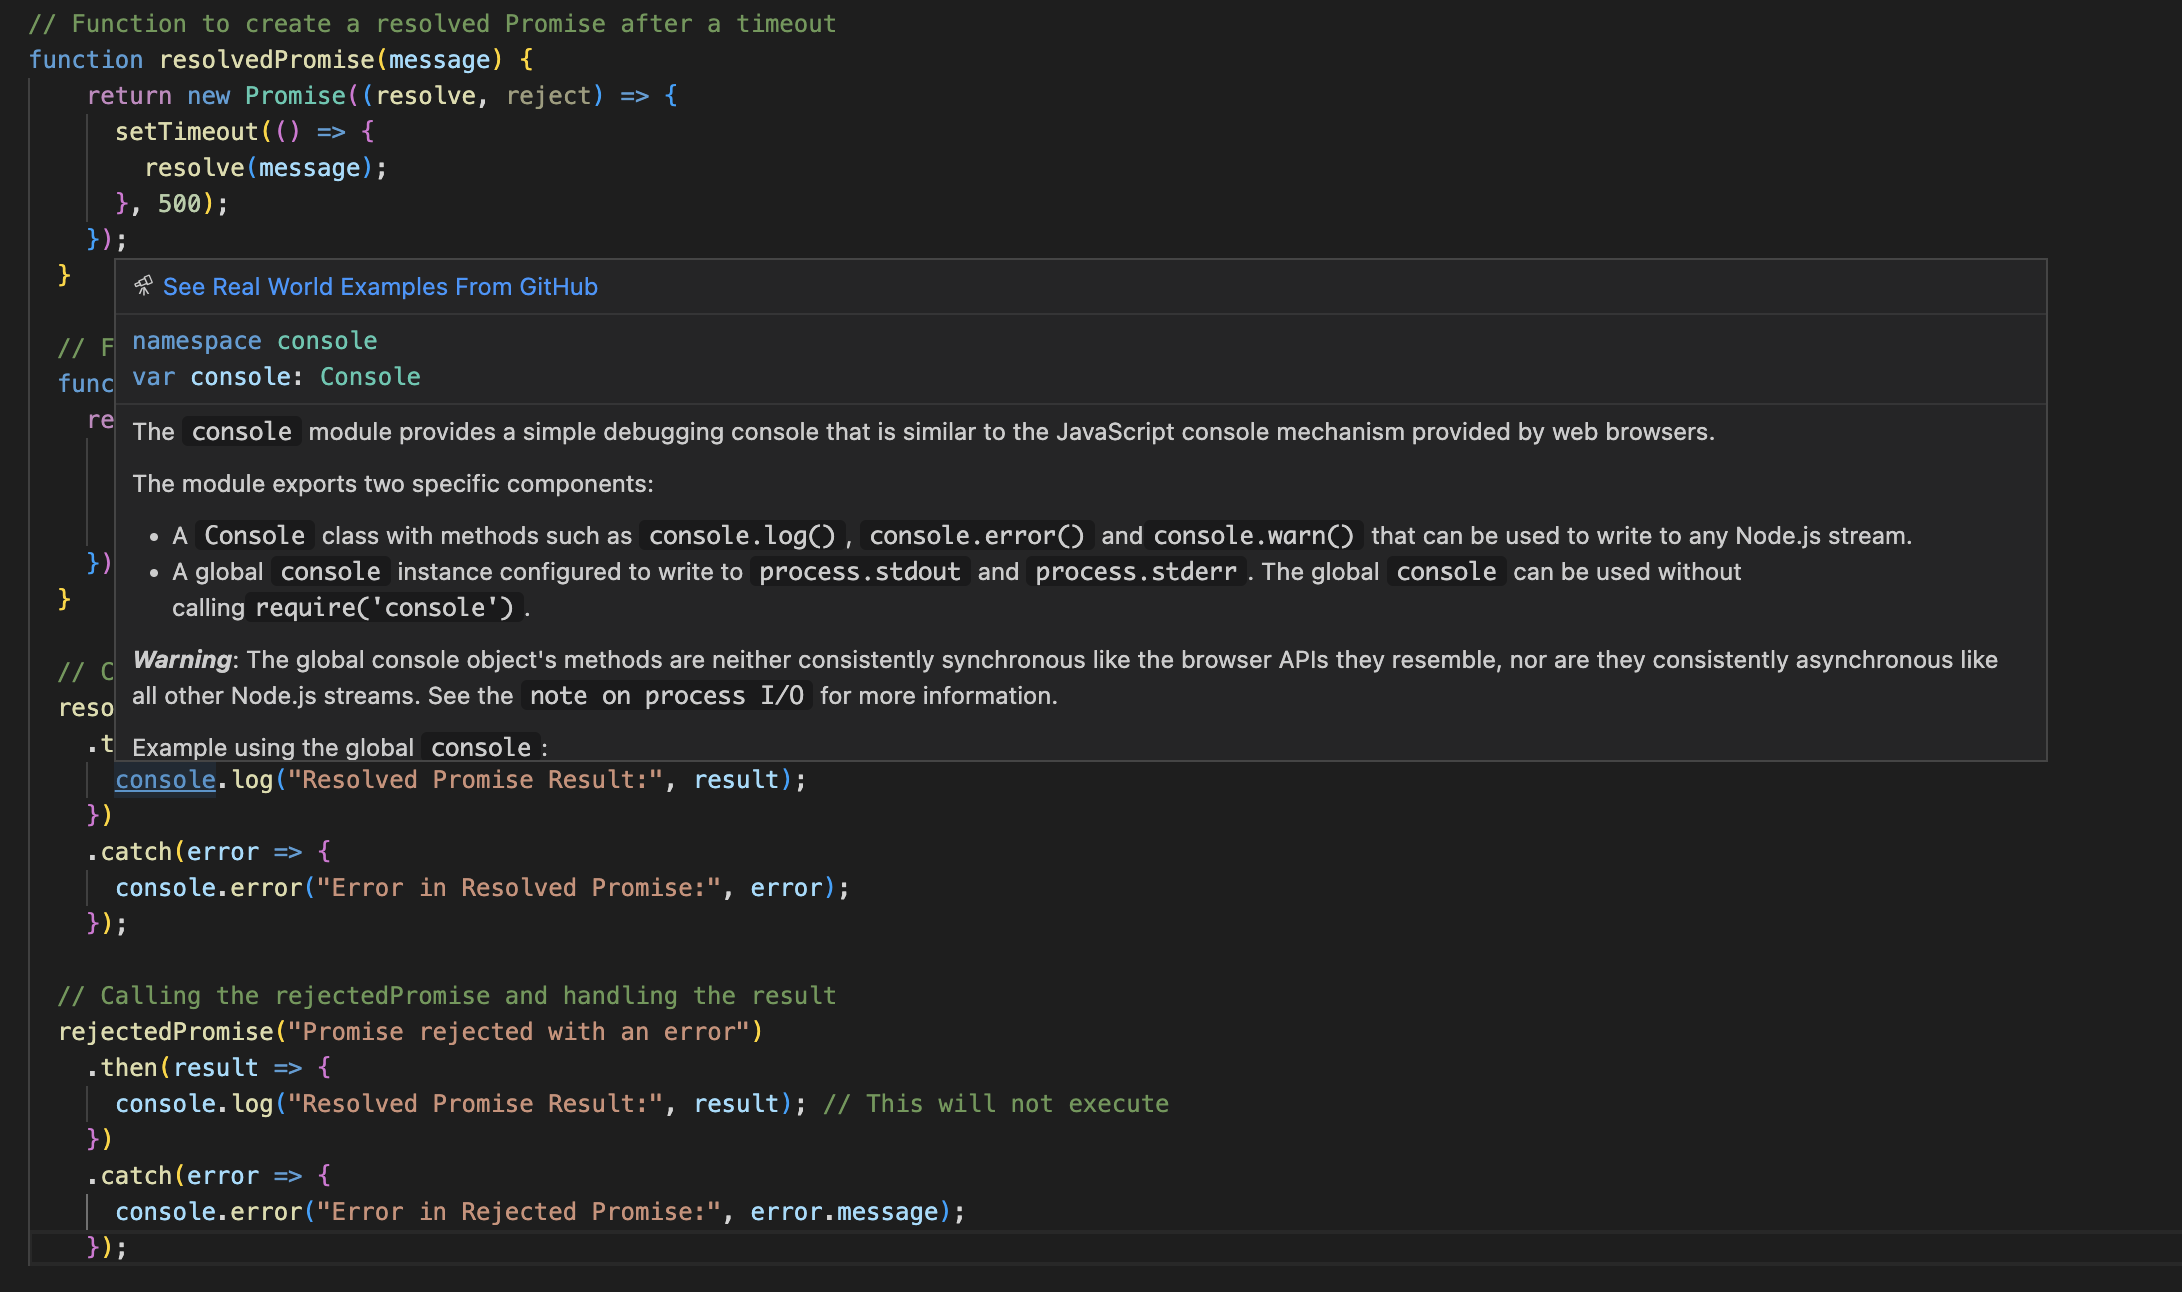 // Function to create a resolved Promise after a timeout
function resolvedPromise(message) {
return new Promise((resolve, reject) => {
setTimeout(() => {
resolve(message);
}, 500);
});
}
See Real World Examples From GitHub
namespace console
// F
var console: Console
func
re
The console module provides a simple debugging console that is similar to the JavaScript console mechanism provided by web browsers.
The module exports two specific components:
• A Console class with methods such as console.log(), console.error() and console.warn() that can be used to write to any Node.js stream.
})
• A global console instance configured to write to process.stdout and process.stderr. The global console can be used without
}
calling require('console').
// C
Warning: The global console object's methods are neither consistently synchronous like the browser APIs they resemble, nor are they consistently asynchronous like
all other Node.js streams. See the note on process I/O for more information.
reso
.t
Example using the global console:
console.log("Resolved Promise Result:", result);
})
.catch(error => {
console.error("Error in Resolved Promise:", error);
});
// Calling the rejectedPromise and handling the result
rejectedPromise("Promise rejected with an error")
.then(result => {
console.log("Resolved Promise Result:", result); // This will not execute
})
.catch(error => {
console.error("Error in Rejected Promise:", error.message);
});